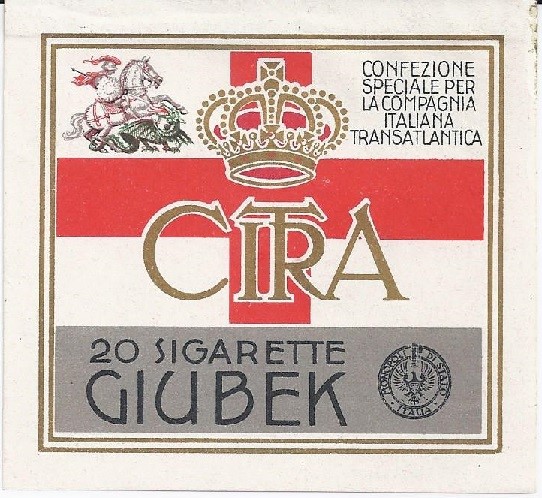 CONFEZIONE
SPECIALE PER
LA COMPAGNIA
ITALIANA
TRANSATLANTICA
CITRA
20 SIGARETTE
GIUBEK
MONOPOLI DI STATO
ITALIA